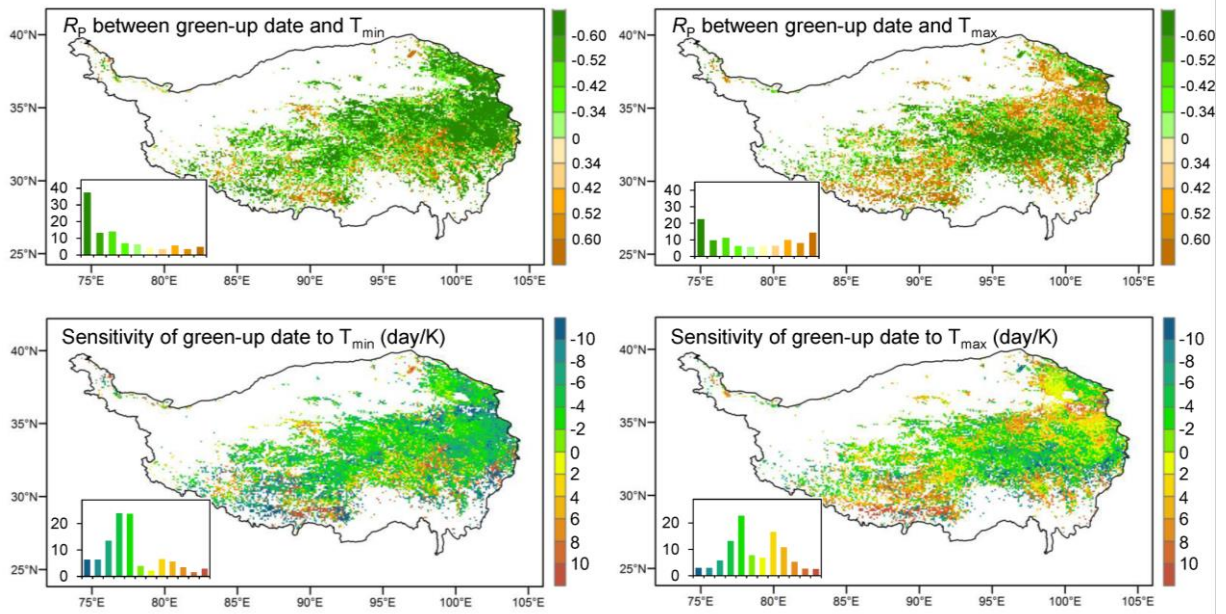 R_P between green-up date and T_min
40°N
35°N
30°N
25°N
75°E 80°E 85°E 90°E 95°E 100°E 105°E
40
30
20
10
0
-0.60
-0.52
-0.42
-0.34
0
0.34
0.42
0.52
0.60
R_P between green-up date and T_max
40°N
35°N
30°N
25°N
75°E 80°E 85°E 90°E 95°E 100°E 105°E
40
30
20
10
0
-0.60
-0.52
-0.42
-0.34
0
0.34
0.42
0.52
0.60
Sensitivity of green-up date to T_min (day/K)
40°N
35°N
30°N
25°N
75°E 80°E 85°E 90°E 95°E 100°E 105°E
20
10
0
-10
-8
-6
-4
-2
0
2
4
6
8
10
Sensitivity of green-up date to T_max (day/K)
40°N
35°N
30°N
25°N
75°E 80°E 85°E 90°E 95°E 100°E 105°E
20
10
0
-10
-8
-6
-4
-2
0
2
4
6
8
10